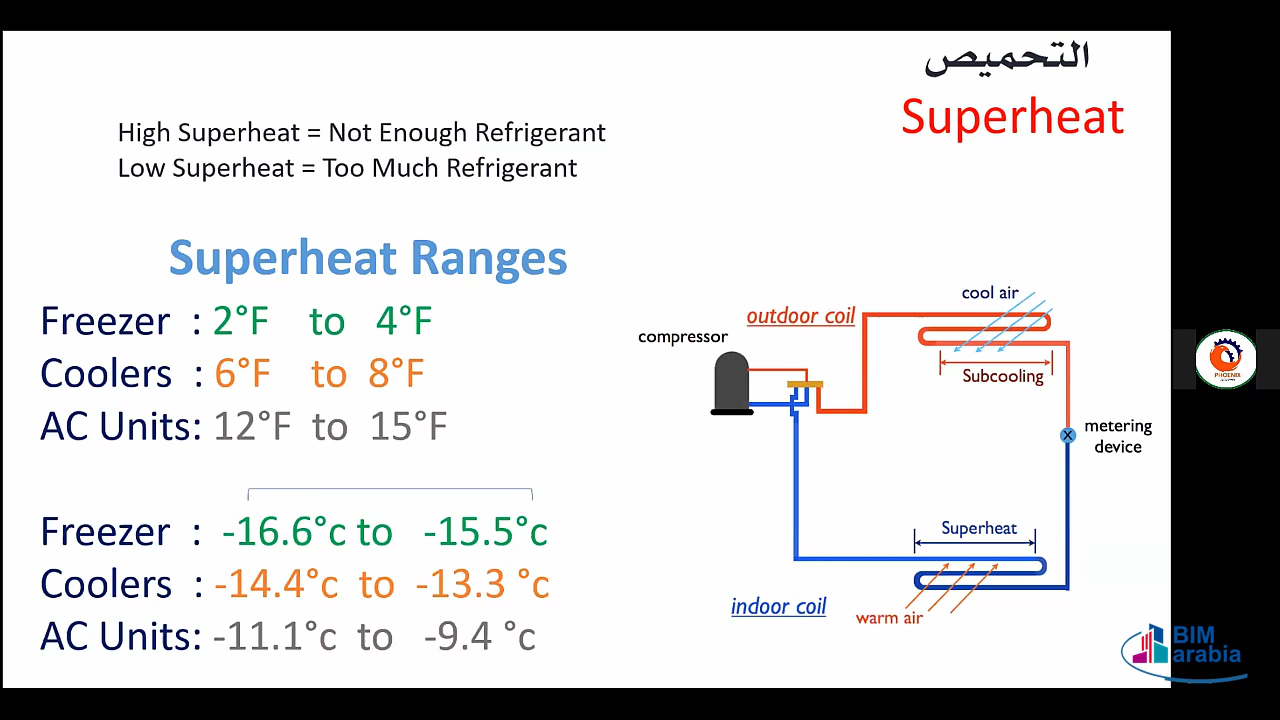 التحميص
Superheat
High Superheat = Not Enough Refrigerant
Low Superheat = Too Much Refrigerant
Superheat Ranges
Freezer : 2°F to 4°F
Coolers : 6°F to 8°F
AC Units: 12°F to 15°F
Freezer : -16.6°c to -15.5°c
Coolers : -14.4°c to -13.3 °c
AC Units: -11.1°c to -9.4 °c
cool air
outdoor coil
compressor
Subcooling
metering
device
Superheat
indoor coil
warm air
PHOENIX
BIM
arabia